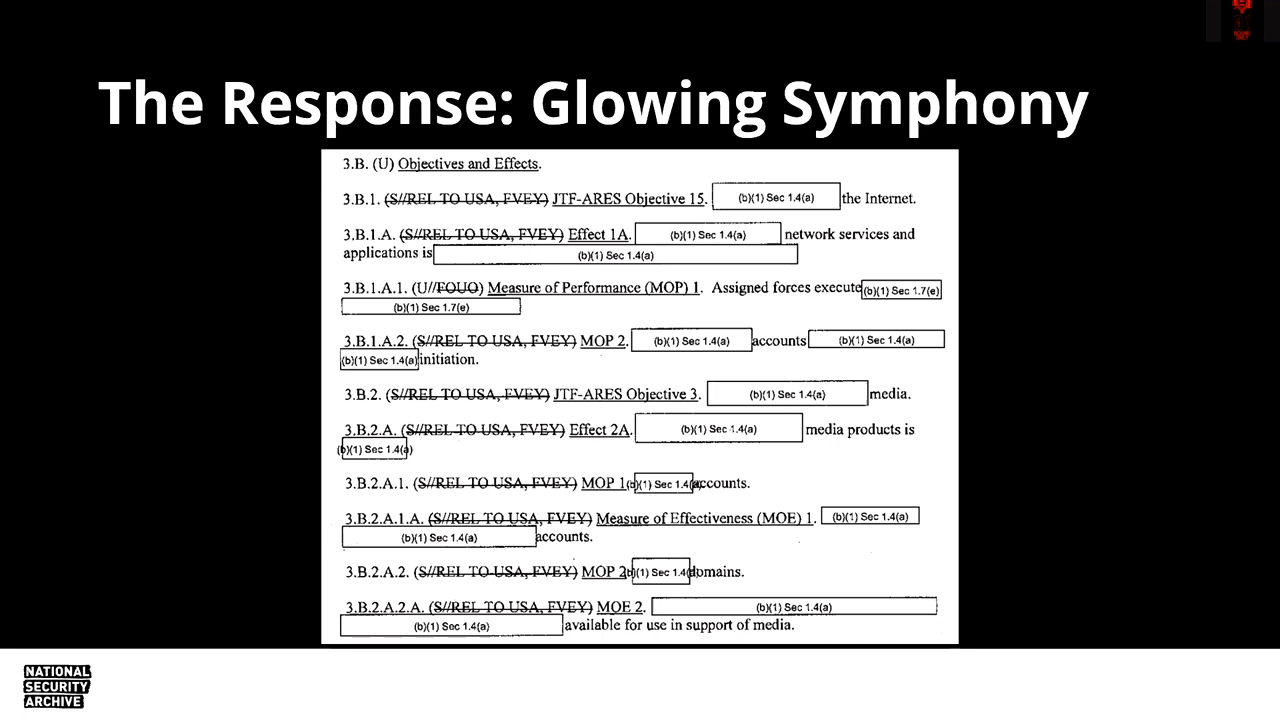 The Response: Glowing Symphony
3.B. (U) Objectives and Effects.
3.B.1. (S//REL TO USA, FVEY) JTF-ARES Objective 15. (b)(1) Sec 1.4(a) the Internet.
3.B.1.A. (S//REL TO USA, FVEY) Effect 1A. (b)(1) Sec 1.4(a) network services and
applications is (b)(1) Sec 1.4(a)
3.B.1.A.1. (U//FOUO) Measure of Performance (MOP) 1. Assigned forces execute (b)(1) Sec 1.7(e)
(b)(1) Sec 1.7(e)
3.B.1.A.2. (S//REL TO USA, FVEY) MOP 2. (b)(1) Sec 1.4(a) accounts (b)(1) Sec 1.4(a)
(b)(1) Sec 1.4(a) initiation.
3.B.2. (S//REL TO USA, FVEY) JTF-ARES Objective 3. (b)(1) Sec 1.4(a) media.
3.B.2.A. (S//REL TO USA, FVEY) Effect 2A. (b)(1) Sec 1.4(a) media products is
(b)(1) Sec 1.4(a)
3.B.2.A.1. (S//REL TO USA, FVEY) MOP 1. (b)(1) Sec 1.4(a) accounts.
3.B.2.A.1.A. (S//REL TO USA, FVEY) Measure of Effectiveness (MOE) 1. (b)(1) Sec 1.4(a)
(b)(1) Sec 1.4(a) accounts.
3.B.2.A.2. (S//REL TO USA, FVEY) MOP 2. (b)(1) Sec 1.4(a) domains.
3.B.2.A.2.A. (S//REL TO USA, FVEY) MOE 2. (b)(1) Sec 1.4(a)
(b)(1) Sec 1.4(a) available for use in support of media.
NATIONAL
SECURITY
ARCHIVE